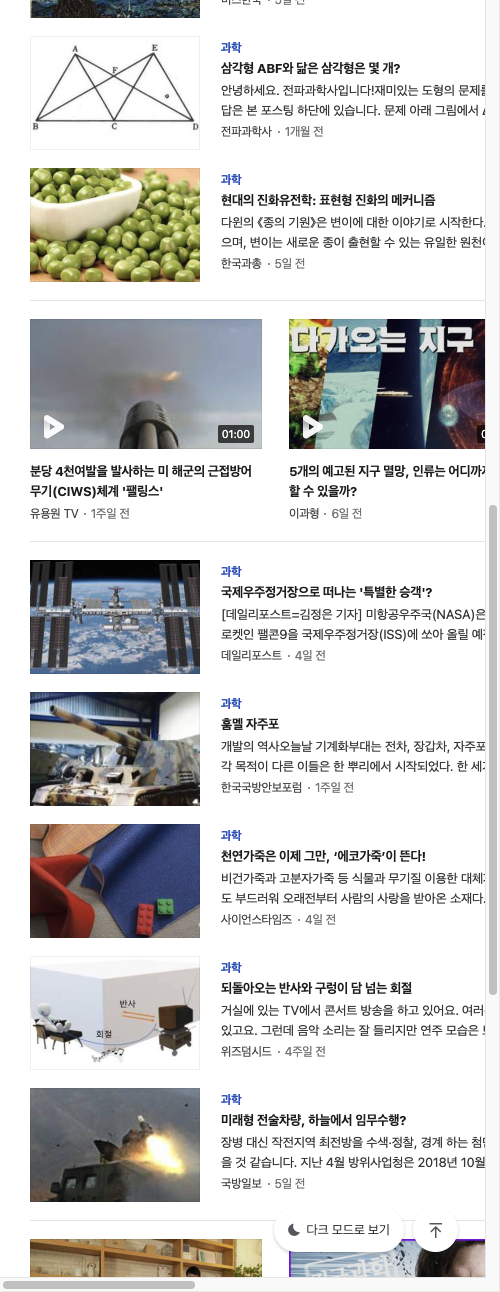 과학
삼각형 ABF와 닮은 삼각형은 몇 개?
안녕하세요. 전파과학사입니다!재미있는 도형의 문제를
답은 본 포스팅 하단에 있습니다. 문제 아래 그림에서
전파과학사 · 1개월 전
A
E
F
B
C
D
과학
현대의 진화유전학: 표현형 진화의 메커니즘
다윈의 《종의 기원》은 변이에 대한 이야기로 시작한다.
으며, 변이는 새로운 종이 출현할 수 있는 유일한 원천
한국과총 · 5일 전
01:00
분당 4천여발을 발사하는 미 해군의 근접방어
무기(CIWS)체계 '팰링스'
유용원 TV · 1주일 전
다가오는 지구
5개의 예고된 지구 멸망, 인류는 어디까지
할 수 있을까?
이과형 · 6일 전
과학
국제우주정거장으로 떠나는 '특별한 승객'?
[데일리포스트=김정은 기자] 미항공우주국(NASA)은
로켓인 팰콘9을 국제우주정거장(ISS)에 쏘아 올릴 예
데일리포스트 · 4일 전
과학
훔멜 자주포
개발의 역사오늘날 기계화부대는 전차, 장갑차, 자주포
각 목적이 다른 이들은 한 뿌리에서 시작되었다. 한 세
한국국방안보포럼 · 1주일 전
과학
천연가죽은 이제 그만, ‘에코가죽’이 뜬다!
비건가죽과 고분자가죽 등 식물과 무기질 이용한 대체
도 부드러워 오래전부터 사람의 사랑을 받아온 소재다.
사이언스타임즈 · 4일 전
반사
회절
과학
되돌아오는 반사와 구렁이 담 넘는 회절
거실에 있는 TV에서 콘서트 방송을 하고 있어요. 여러
있고요. 그런데 음악 소리는 잘 들리지만 연주 모습은
위즈덤시드 · 4주일 전
과학
미래형 전술차량, 하늘에서 임무수행?
장병 대신 작전지역 최전방을 수색·정찰, 경계 하는 첨단
을 것 같습니다. 지난 4월 방위사업청은 2018년 10월
국방일보 · 5일 전
다크 모드로 보기